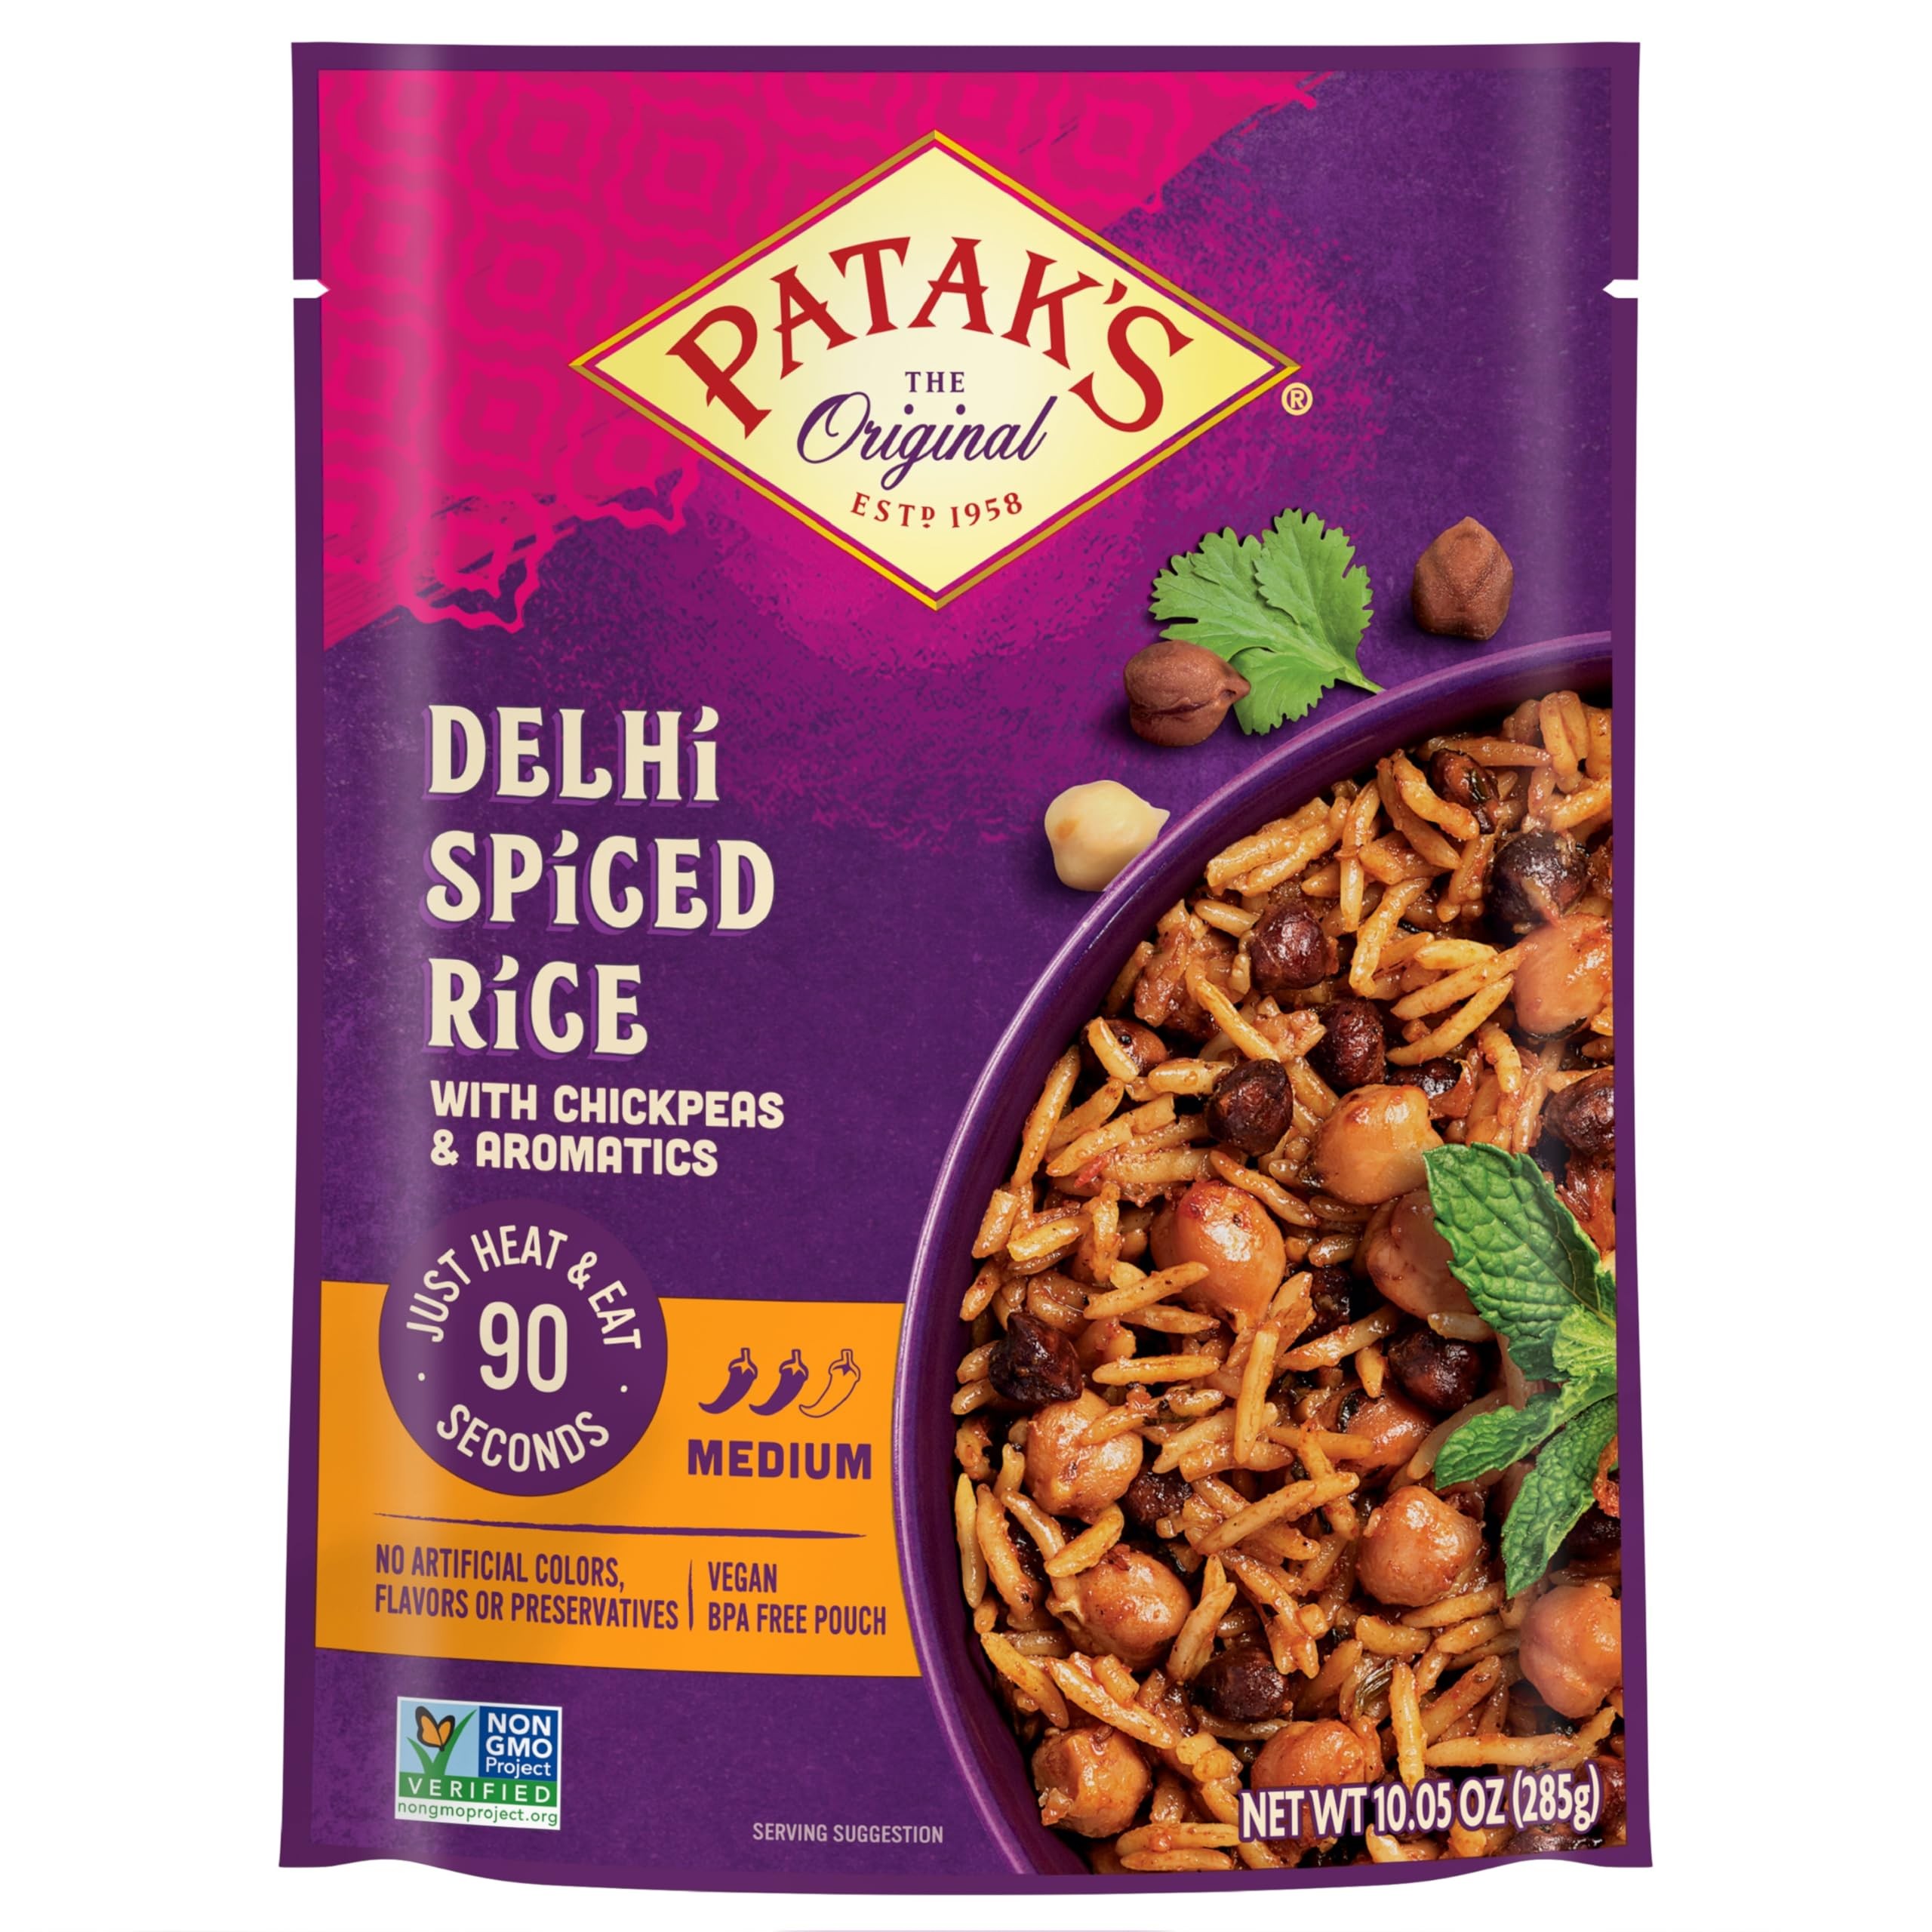 PATAK'S
®
THE
Original
ESTD 1958
DELHI
SPICED
RICE
WITH CHICKPEAS
& AROMATICS
JUST HEAT & EAT
90
SECONDS
MEDIUM
NO ARTIFICIAL COLORS,
FLAVORS OR PRESERVATIVES
VEGAN
BPA FREE POUCH
NON
GMO
Project
VERIFIED
nongmoproject.org
SERVING SUGGESTION
NET WT 10.05 OZ (285g)